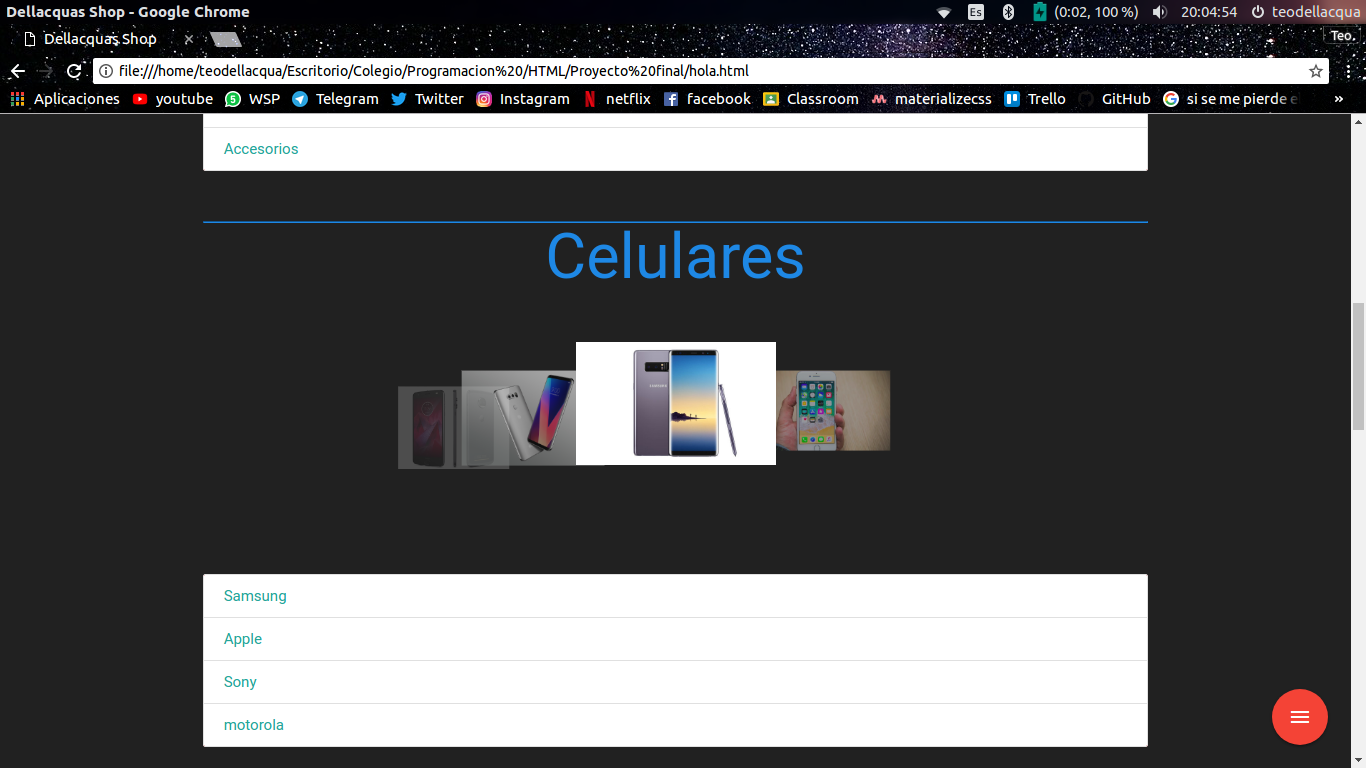 Dellacquas Shop - Google Chrome
Es (0:02, 100 %) 20:04:54 teodellacqua
Dellacquas Shop
Teo.
file:///home/teodellacqua/Escritorio/Colegio/Programacion%20/HTML/Proyecto%20final/hola.html
Aplicaciones youtube WSP Telegram Twitter Instagram netflix facebook Classroom materializecss Trello GitHub si se me pierde e »
Accesorios
Celulares
SAMSUNG
Samsung
Apple
Sony
motorola